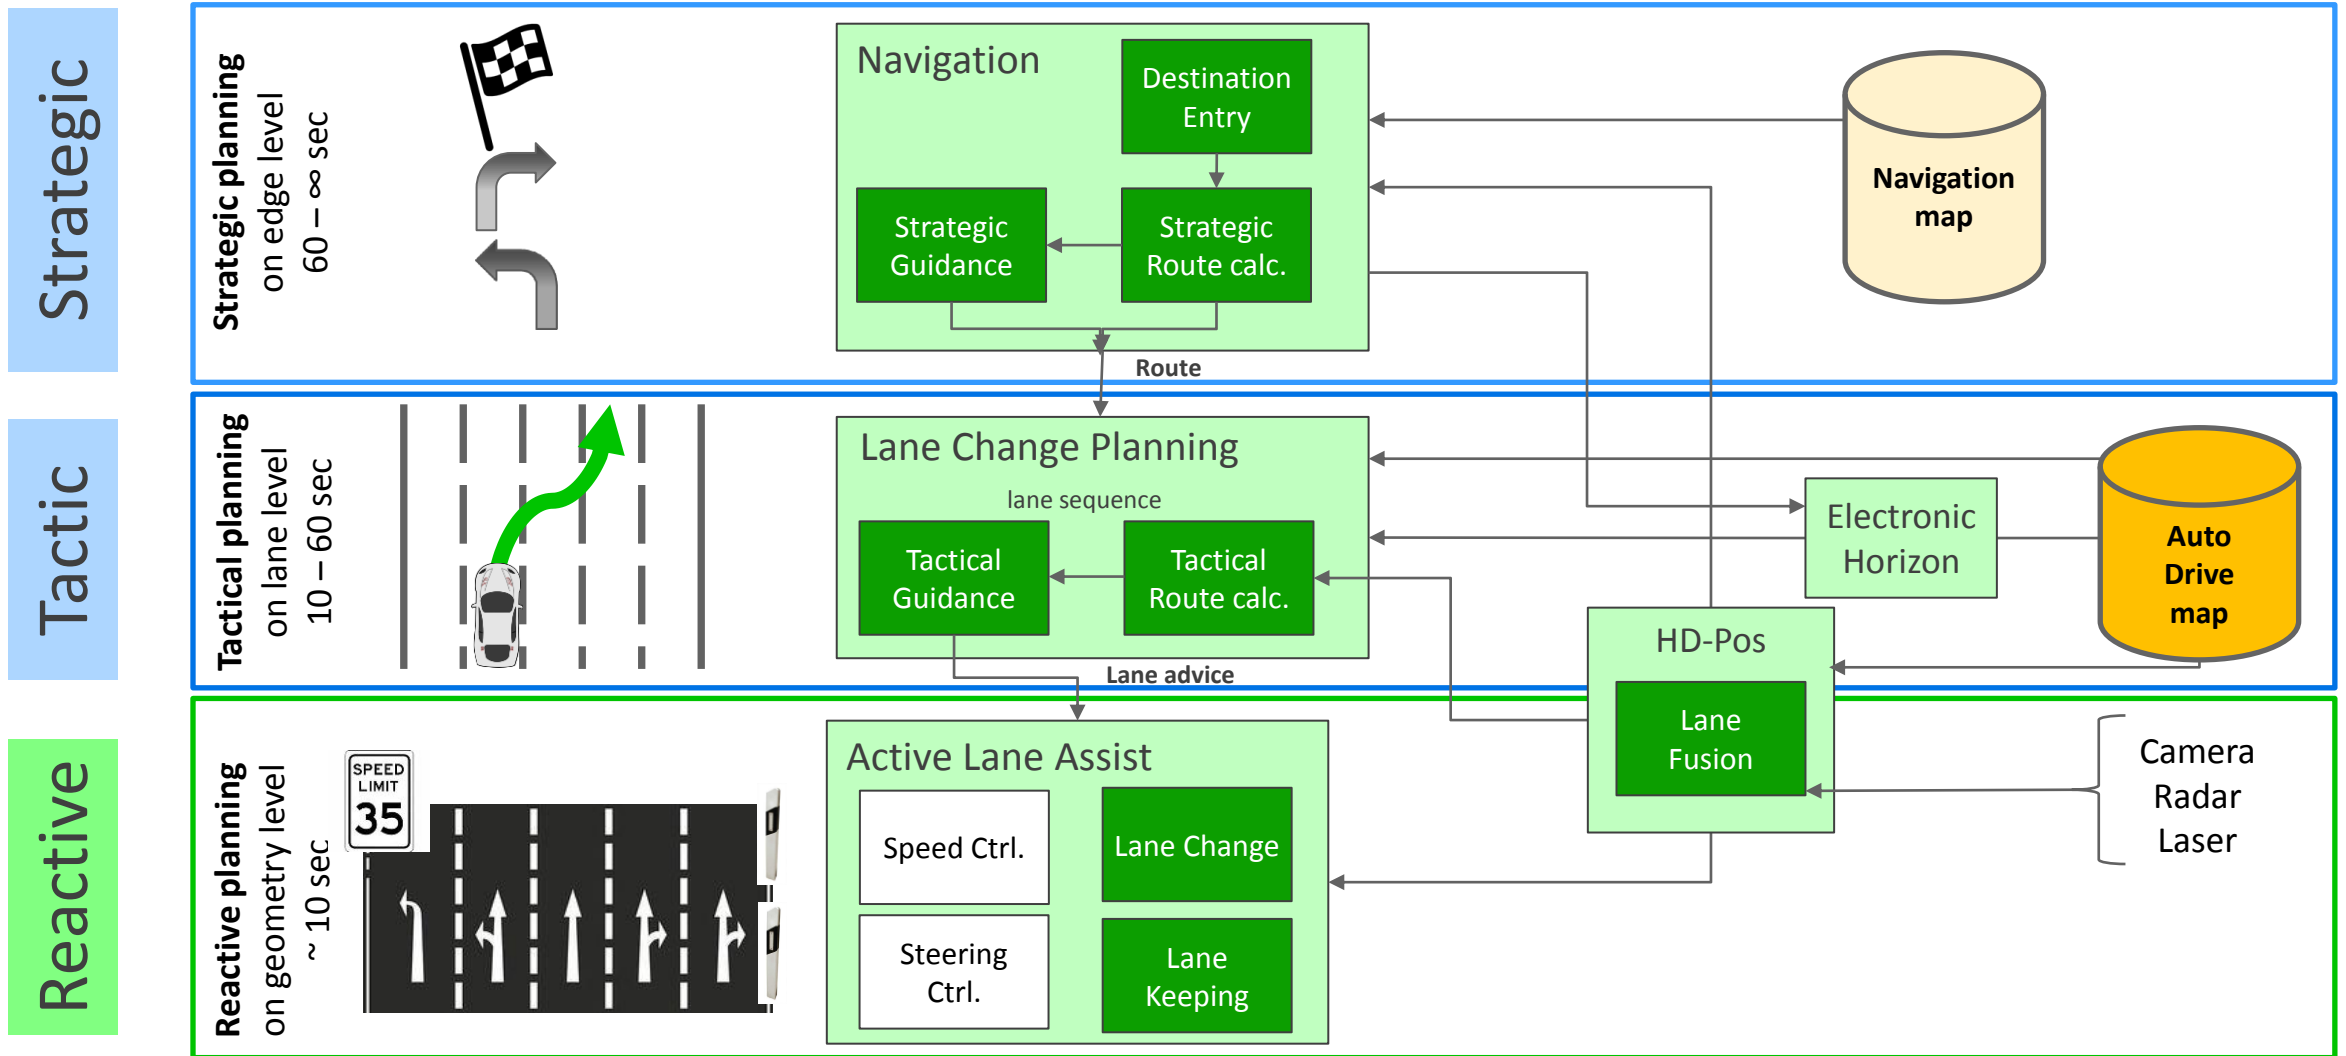 Strategic
Strategic planning
on edge level
60 – ∞ sec
Navigation
Destination
Entry
Strategic
Guidance
Strategic
Route calc.
Navigation
map
Route
Tactic
Tactical planning
on lane level
10 – 60 sec
Lane Change Planning
lane sequence
Tactical
Guidance
Tactical
Route calc.
Electronic
Horizon
Auto
Drive
map
HD-Pos
Lane advice
Reactive
Reactive planning
on geometry level
~ 10 sec
SPEED
LIMIT
35
Active Lane Assist
Speed Ctrl.
Lane Change
Steering
Ctrl.
Lane
Keeping
Lane
Fusion
Camera
Radar
Laser